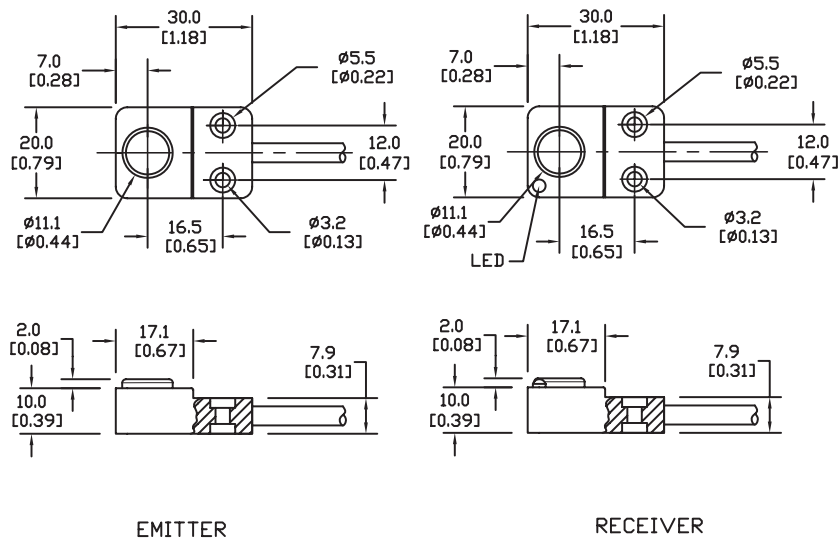 30.0
[1.18]
7.0
[0.28]
ø5.5
[ø0.22]
20.0
[0.79]
12.0
[0.47]
ø11.1
[ø0.44]
16.5
[0.65]
ø3.2
[ø0.13]
30.0
[1.18]
7.0
[0.28]
ø5.5
[ø0.22]
20.0
[0.79]
12.0
[0.47]
ø11.1
[ø0.44]
16.5
[0.65]
ø3.2
[ø0.13]
LED
2.0
[0.08]
17.1
[0.67]
7.9
[0.31]
10.0
[0.39]
2.0
[0.08]
17.1
[0.67]
7.9
[0.31]
10.0
[0.39]
EMITTER
RECEIVER